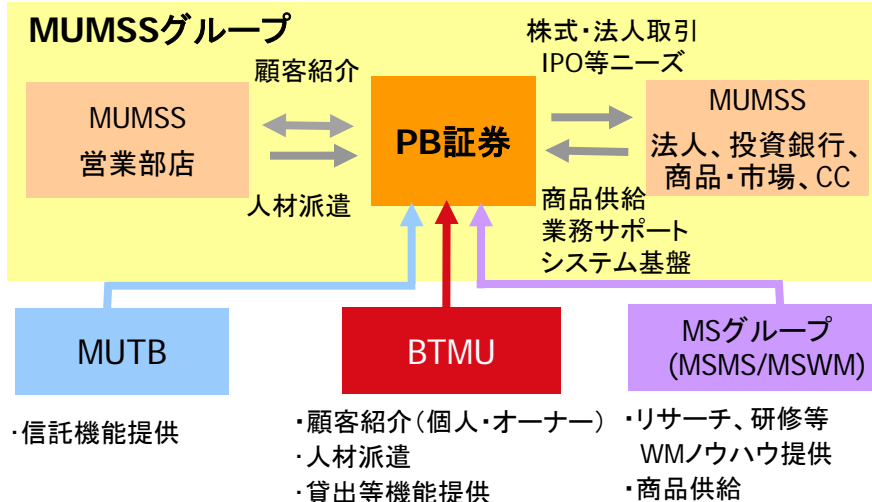 MUMSSグループ
顧客紹介
株式・法人取引
IPO等ニーズ
MUMSS
営業部店
PB証券
MUMSS
法人、投資銀行、
商品・市場、CC
人材派遣
商品供給
業務サポート
システム基盤
MUTB
BTMU
MSグループ
(MSMS/MSWM)
・信託機能提供
・顧客紹介（個人・オーナー）
・人材派遣
・貸出等機能提供
・リサーチ、研修等
WMノウハウ提供
・商品供給